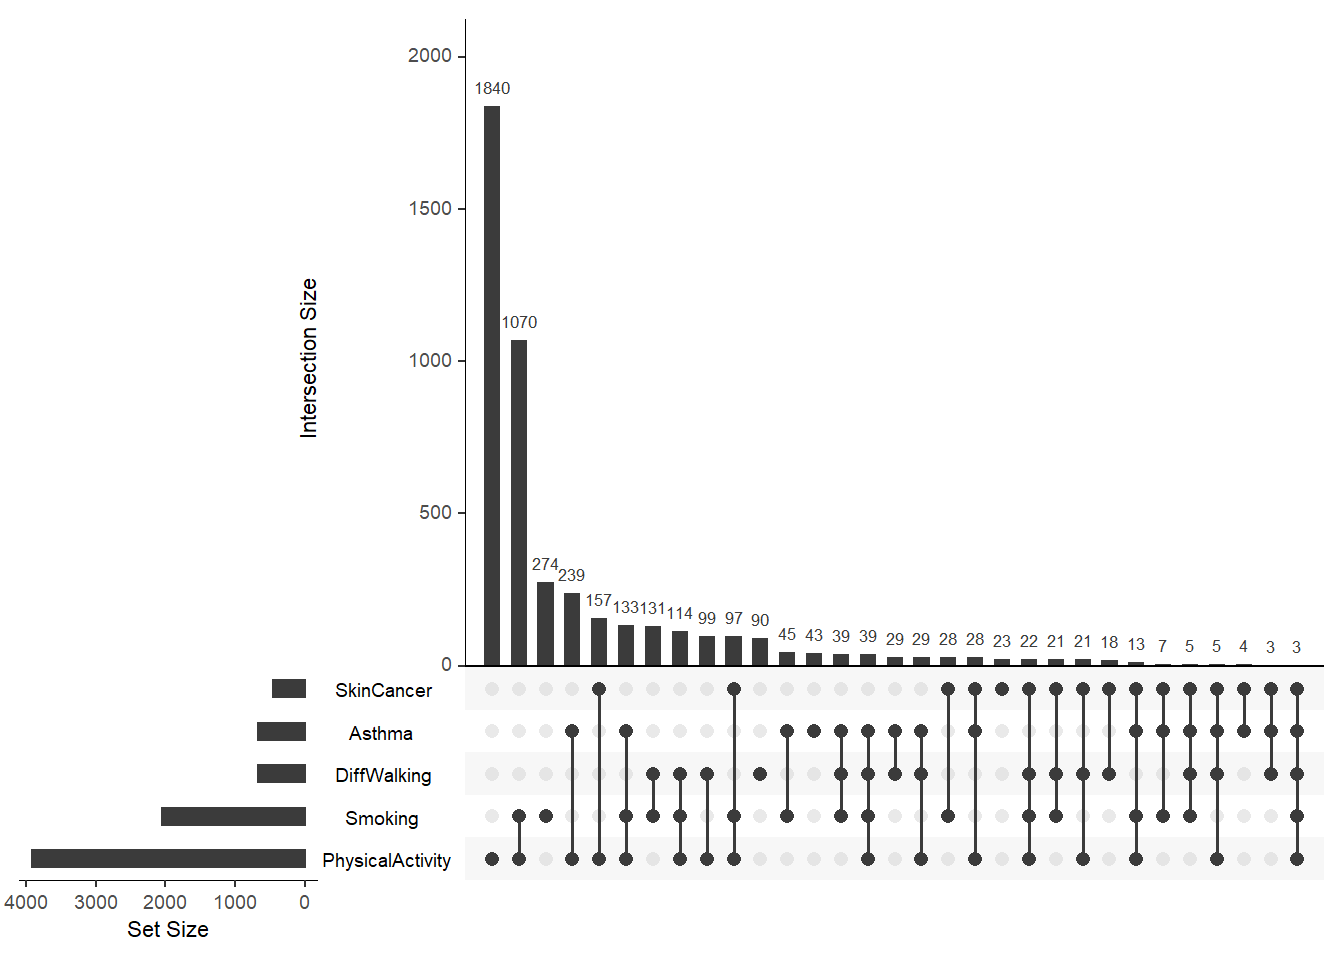 2000
1840
1500
1070
1000
Intersection Size
500
274 239 157 133 131 114 99 97 90 45 43 39 39 29 29 28 28 23 22 21 21 18 13 7 5 5 4 3 3
0
SkinCancer
Asthma
DiffWalking
Smoking
PhysicalActivity
4000 3000 2000 1000 0
Set Size